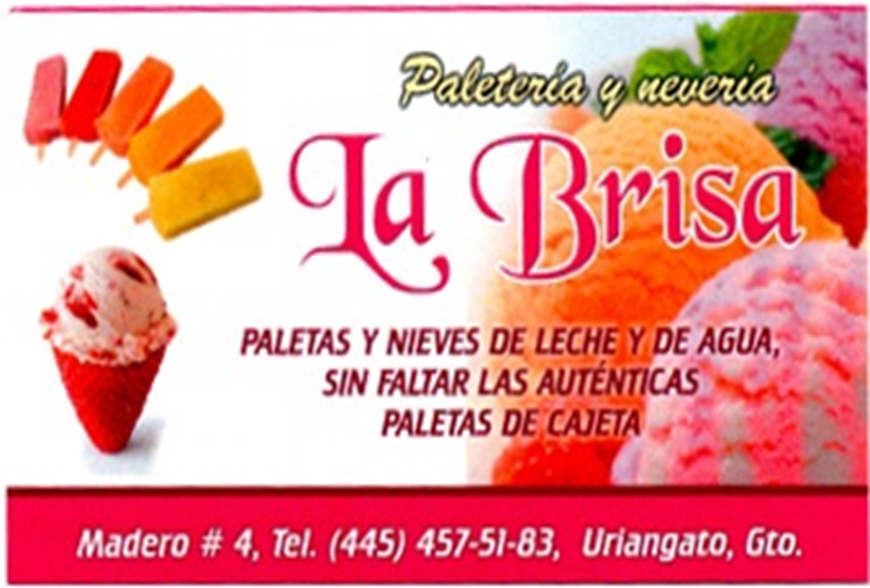 Paletería y nevería
La Brisa
PALETAS Y NIEVES DE LECHE Y DE AGUA,
SIN FALTAR LAS AUTÉNTICAS
PALETAS DE CAJETA
Madero # 4, Tel. (445) 457-51-83, Uriangato, Gto.